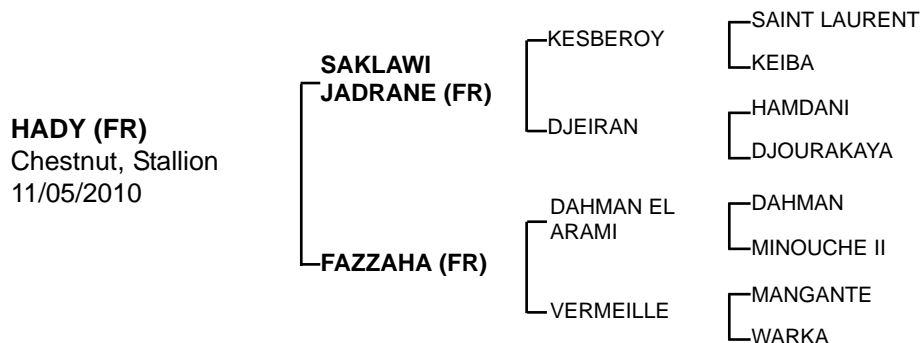 HADY (FR)
Chestnut, Stallion
11/05/2010
SAKLAWI
JADRANE (FR)
FAZZAHA (FR)
KESBEROY
DJEIRAN
DAHMAN EL
ARAMI
VERMEILLE
SAINT LAURENT
KEIBA
HAMDANI
DJOURAKAYA
DAHMAN
MINOUCHE II
MANGANTE
WARKA